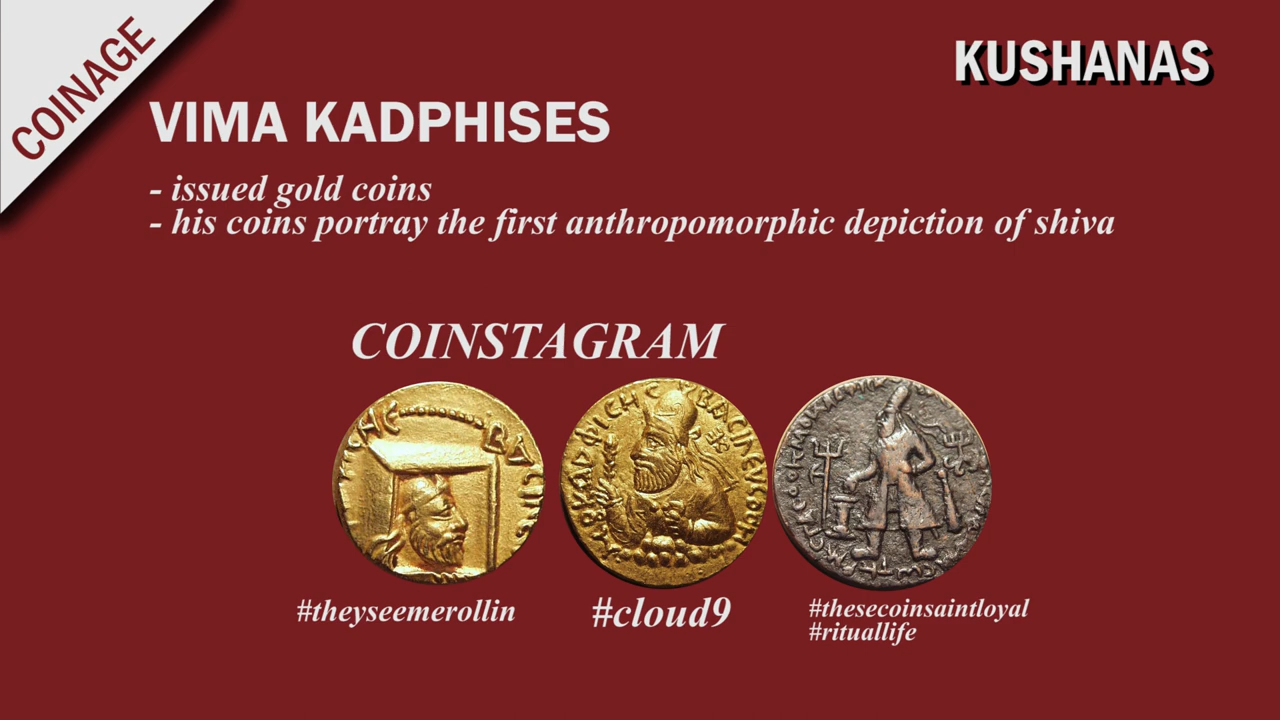 COINAGE
KUSHANAS
VIMA KADPHISES
- issued gold coins
- his coins portray the first anthropomorphic depiction of shiva
COINSTAGRAM
#theyseemerollin
#cloud9
#thesecoinsaintloyal
#rituallife